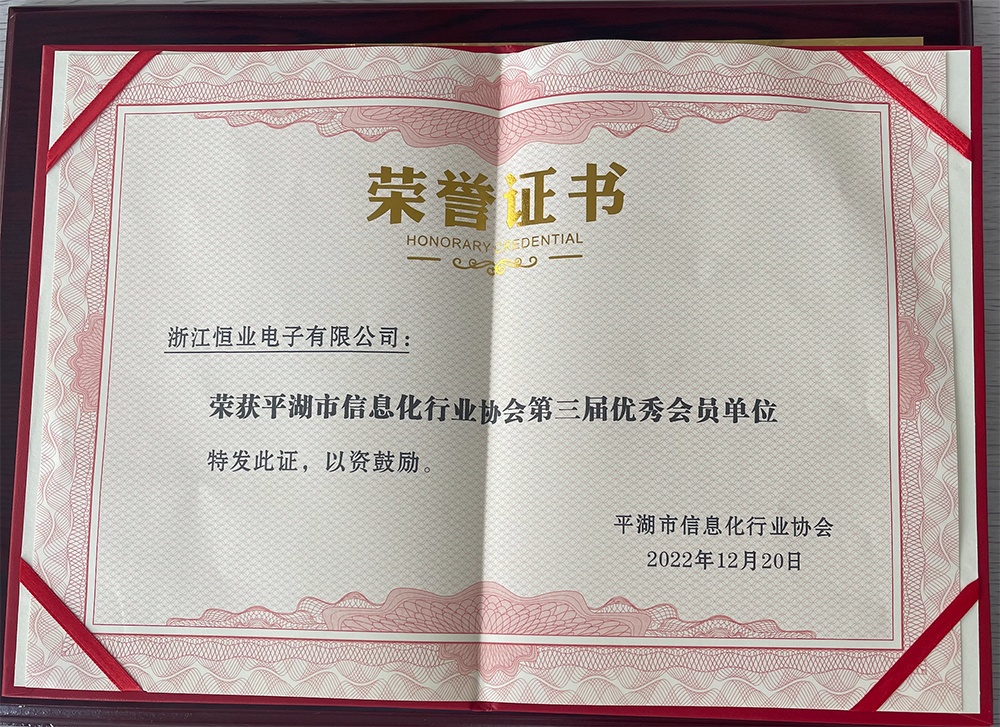 荣誉证书
HONORARY CREDENTIAL
浙江恒业电子有限公司：
荣获平湖市信息化行业协会第三届优秀会员单位
特发此证，以资鼓励。
平湖市信息化行业协会
2022年12月20日